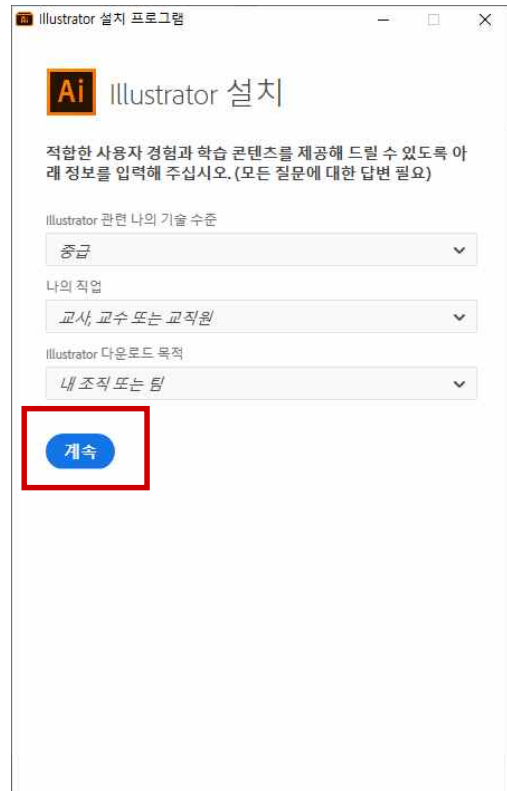 Illustrator 설치 프로그램
Ai Illustrator 설치
적합한 사용자 경험과 학습 콘텐츠를 제공해 드릴 수 있도록 아
래 정보를 입력해 주십시오. (모든 질문에 대한 답변 필요)
Illustrator 관련 나의 기술 수준
중급
나의 직업
교사, 교수 또는 교직원
Illustrator 다운로드 목적
내 조직 또는 팀
계속